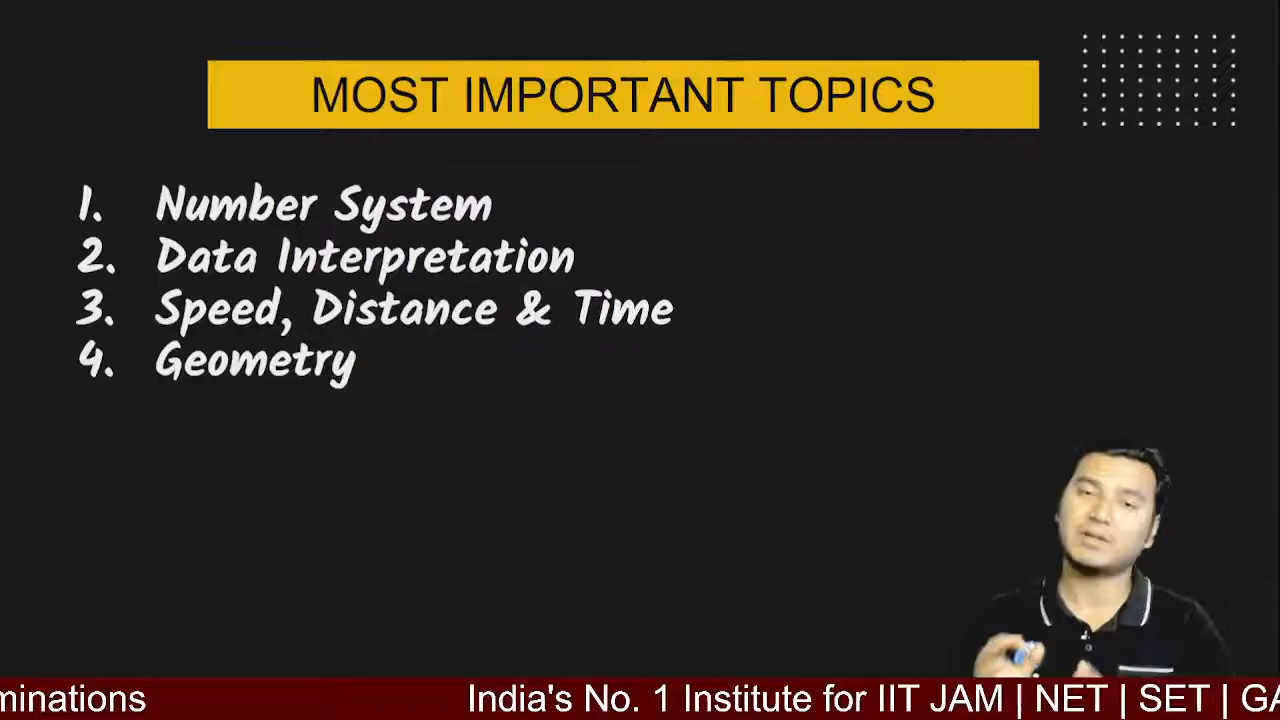 MOST IMPORTANT TOPICS
1. Number System
2. Data Interpretation
3. Speed, Distance & Time
4. Geometry
minations India's No. 1 Institute for IIT JAM | NET | SET | GA